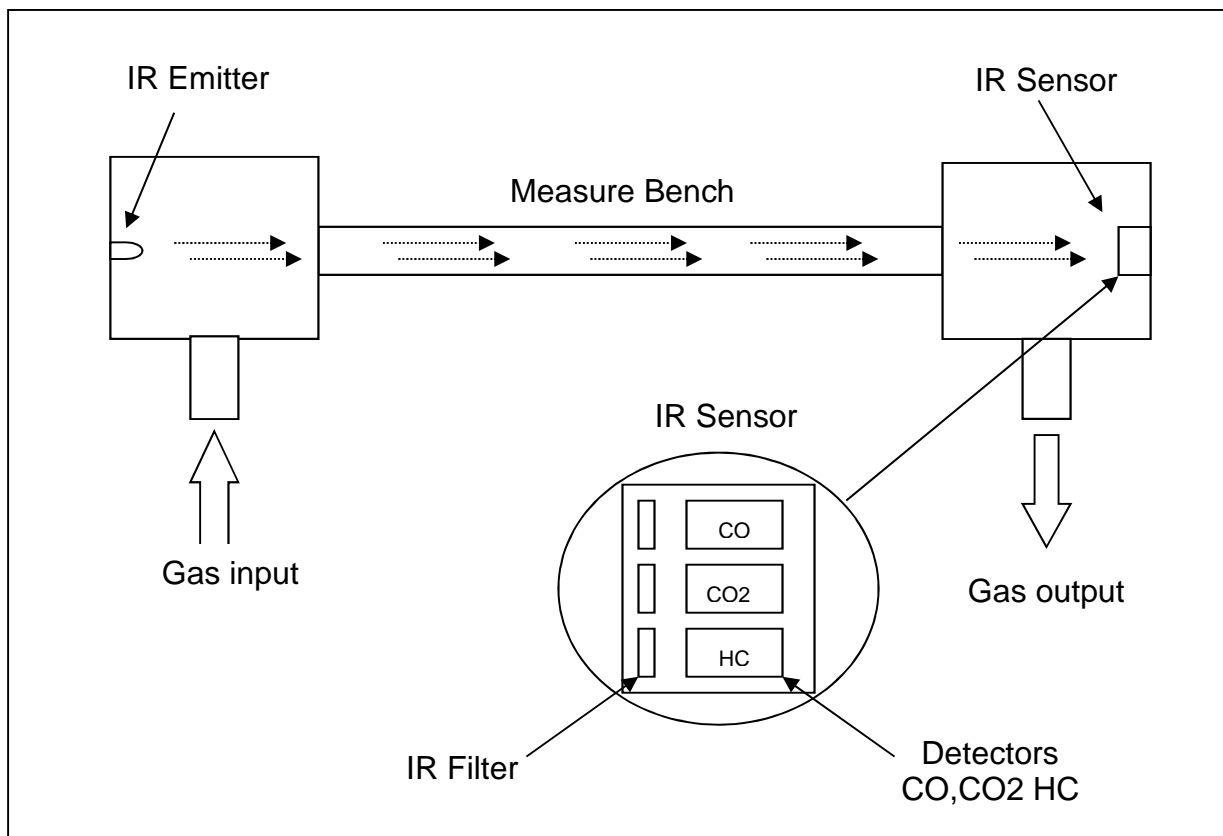 IR Emitter
IR Sensor
Measure Bench
IR Sensor
CO
CO2
HC
Gas input
Gas output
IR Filter
Detectors
CO,CO2 HC